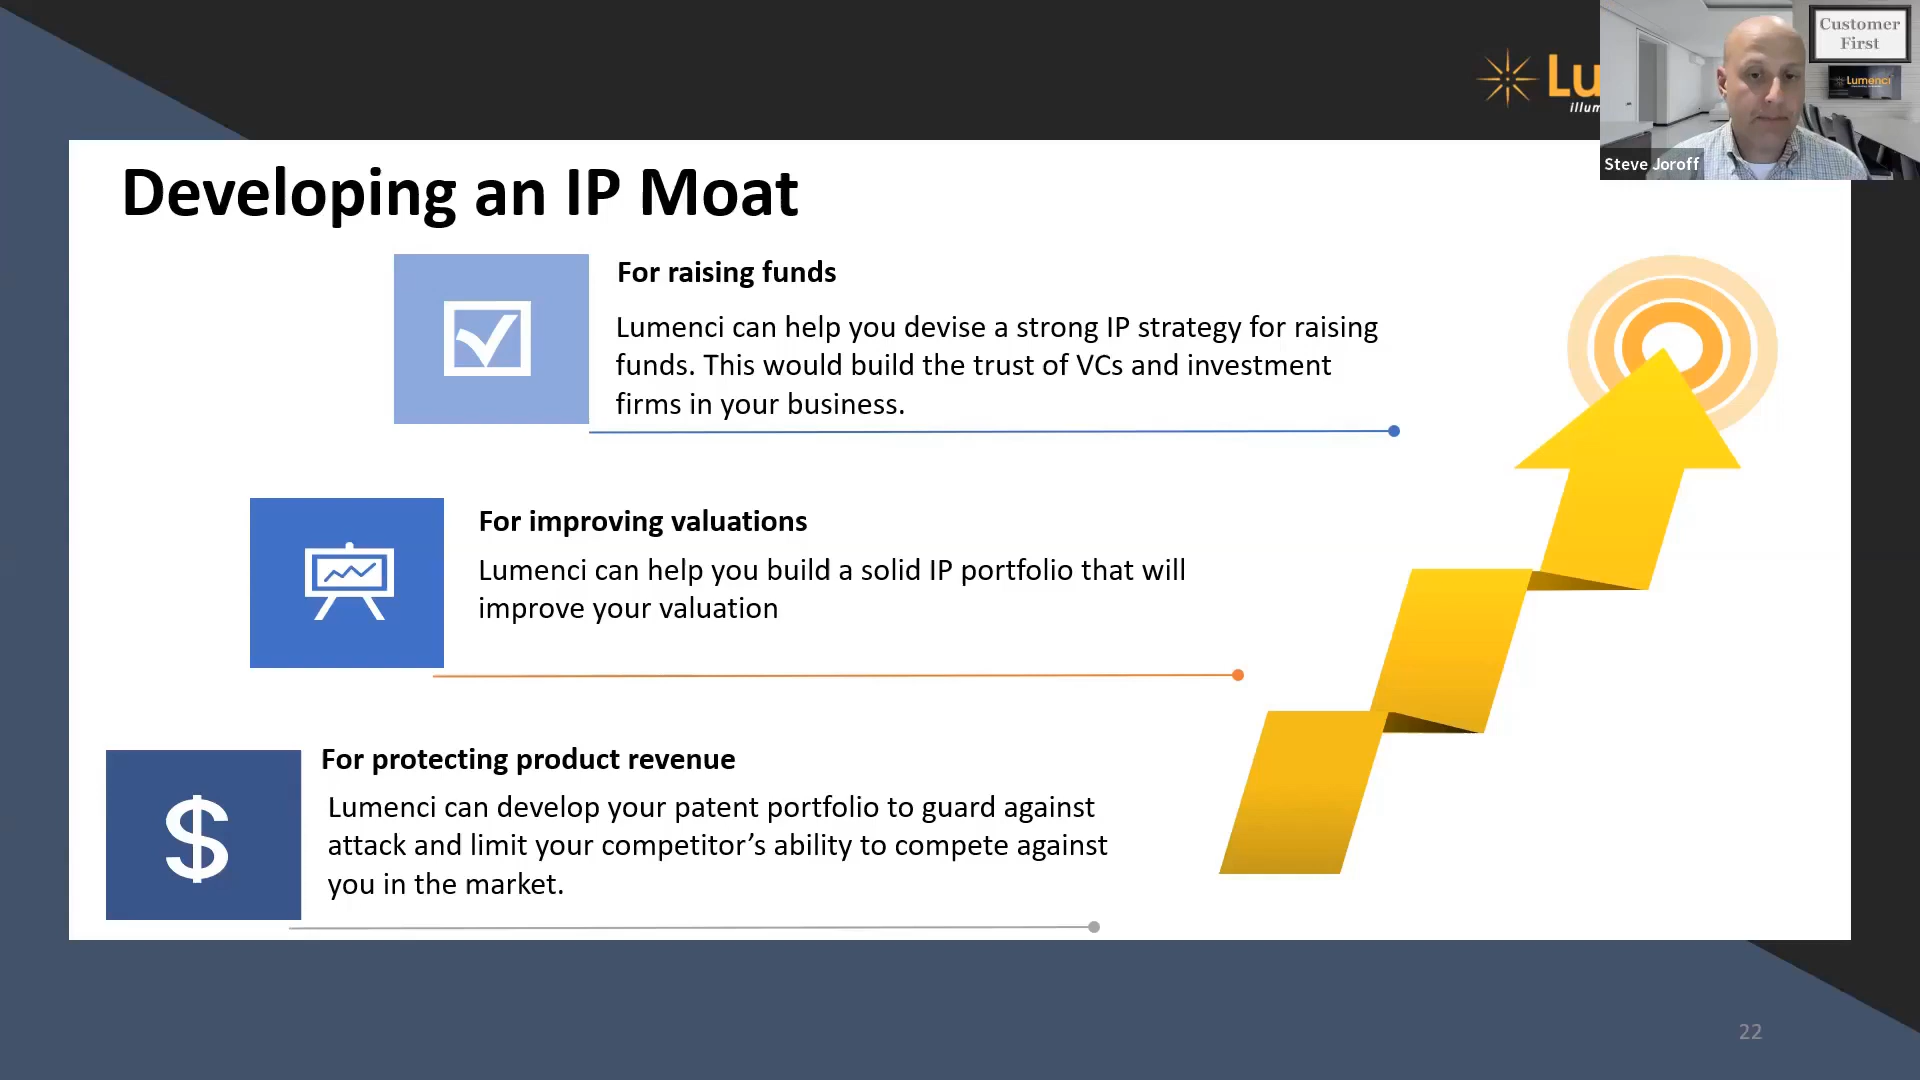 Customer
First
Lumenci
Lu
illum
Steve Joroff
Developing an IP Moat
For raising funds
Lumenci can help you devise a strong IP strategy for raising
funds. This would build the trust of VCs and investment
firms in your business.
For improving valuations
Lumenci can help you build a solid IP portfolio that will
improve your valuation
For protecting product revenue
Lumenci can develop your patent portfolio to guard against
attack and limit your competitor’s ability to compete against
you in the market.
22